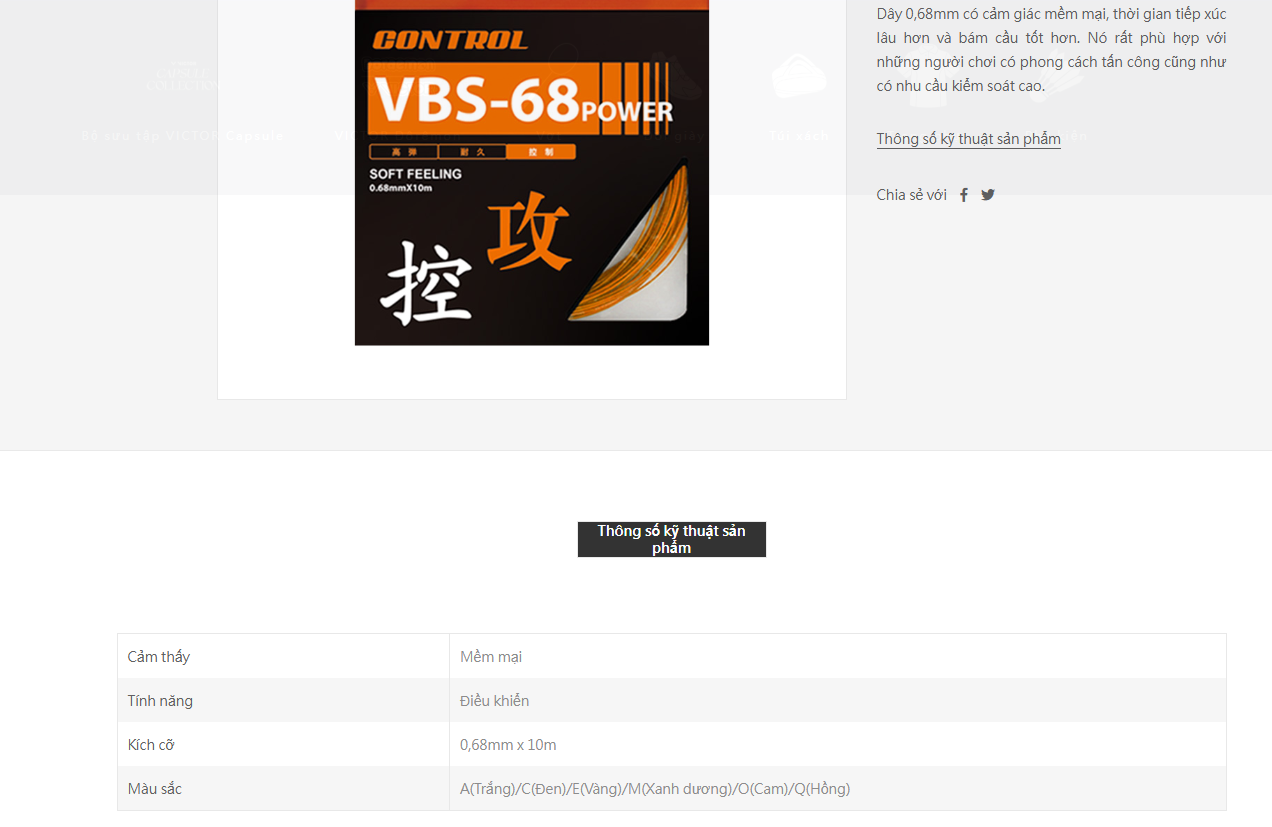 Dây 0,68mm có cảm giác mềm mại, thời gian tiếp xúc
lâu hơn và bám cầu tốt hơn. Nó rất phù hợp với
những người chơi có phong cách tấn công cũng như
có nhu cầu kiểm soát cao.
Thông số kỹ thuật sản phẩm
Chia sẻ với
CONTROL
VBS-68POWER
高 弹 耐 久 控 制
SOFT FEELING
0.68mmX10m
攻
控
Bộ sưu tập VICTOR Capsule
Túi xách
Thông số kỹ thuật sản
phẩm
Cảm thấy Mềm mại
Tính năng Điều khiển
Kích cỡ 0,68mm x 10m
Màu sắc A(Trắng)/C(Đen)/E(Vàng)/M(Xanh dương)/O(Cam)/Q(Hồng)